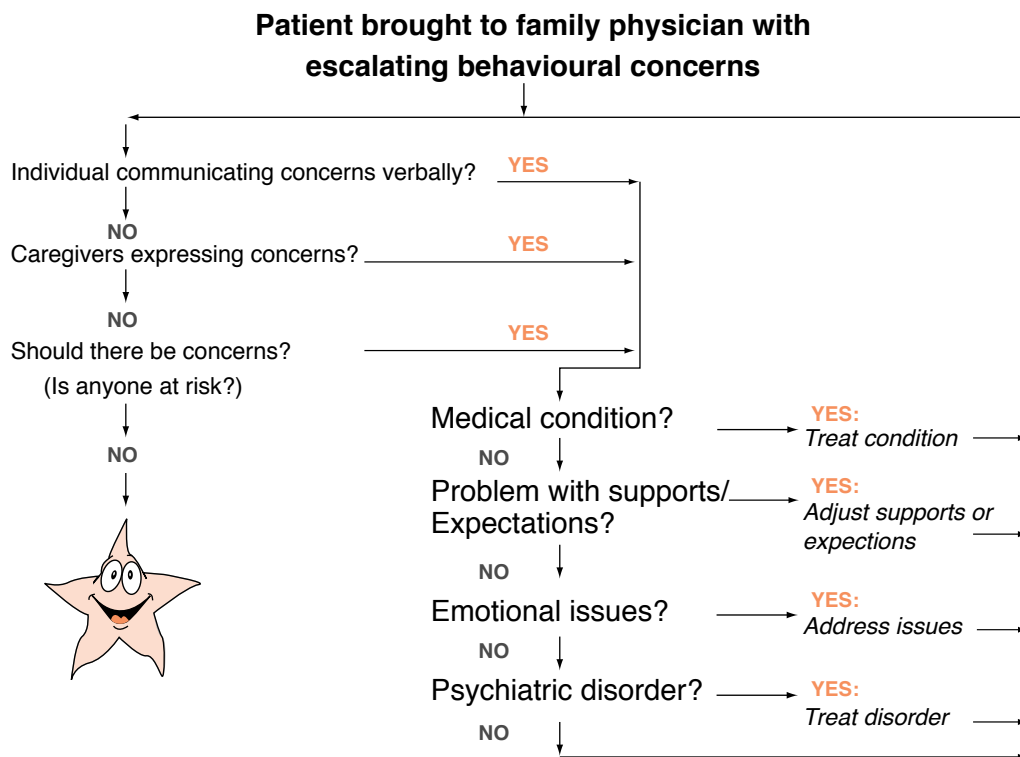 Patient brought to family physician with
escalating behavioural concerns
Individual communicating concerns verbally?
YES
NO
Caregivers expressing concerns?
YES
NO
Should there be concerns?
YES
(Is anyone at risk?)
NO
Medical condition?
YES:
Treat condition
NO
Problem with supports/
Expectations?
YES:
Adjust supports or
expections
NO
Emotional issues?
YES:
Address issues
NO
Psychiatric disorder?
YES:
Treat disorder
NO